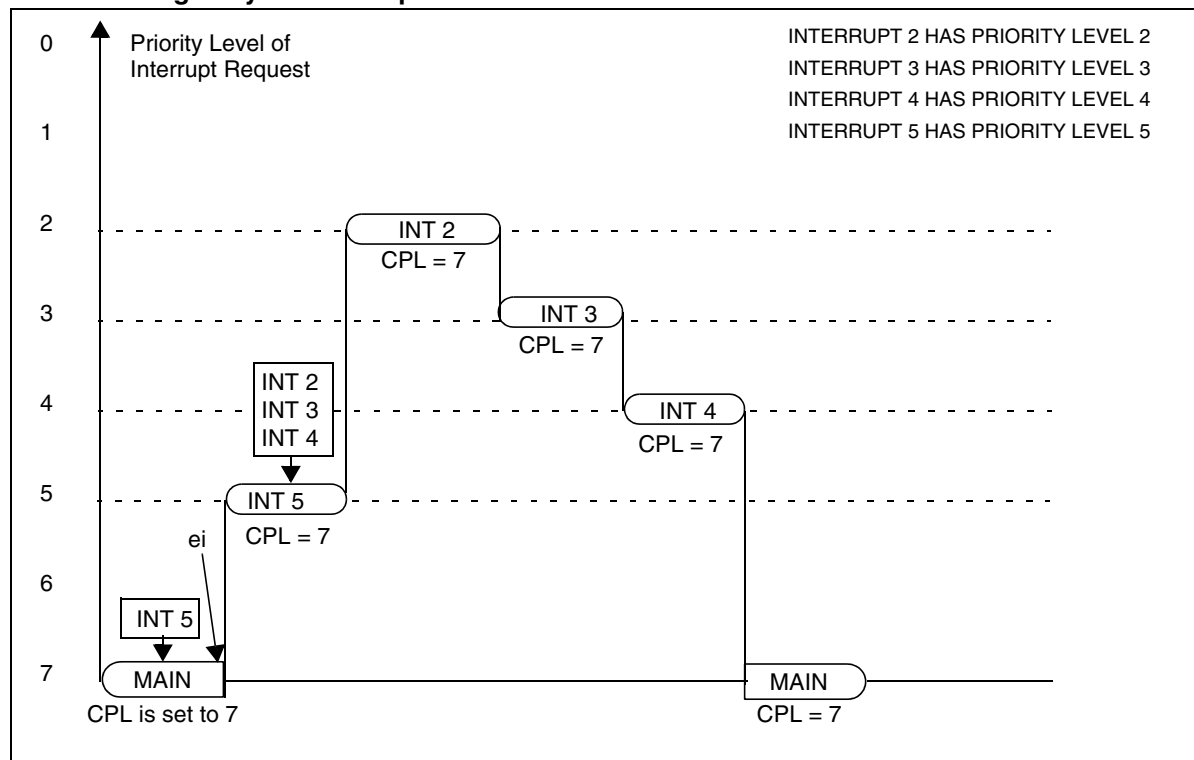 0
Priority Level of
Interrupt Request
INTERRUPT 2 HAS PRIORITY LEVEL 2
INTERRUPT 3 HAS PRIORITY LEVEL 3
INTERRUPT 4 HAS PRIORITY LEVEL 4
INTERRUPT 5 HAS PRIORITY LEVEL 5
1
2
INT 2
CPL = 7
3
INT 3
CPL = 7
INT 2
INT 3
INT 4
4
INT 4
CPL = 7
5
INT 5
CPL = 7
ei
6
INT 5
7
MAIN
CPL is set to 7
MAIN
CPL = 7